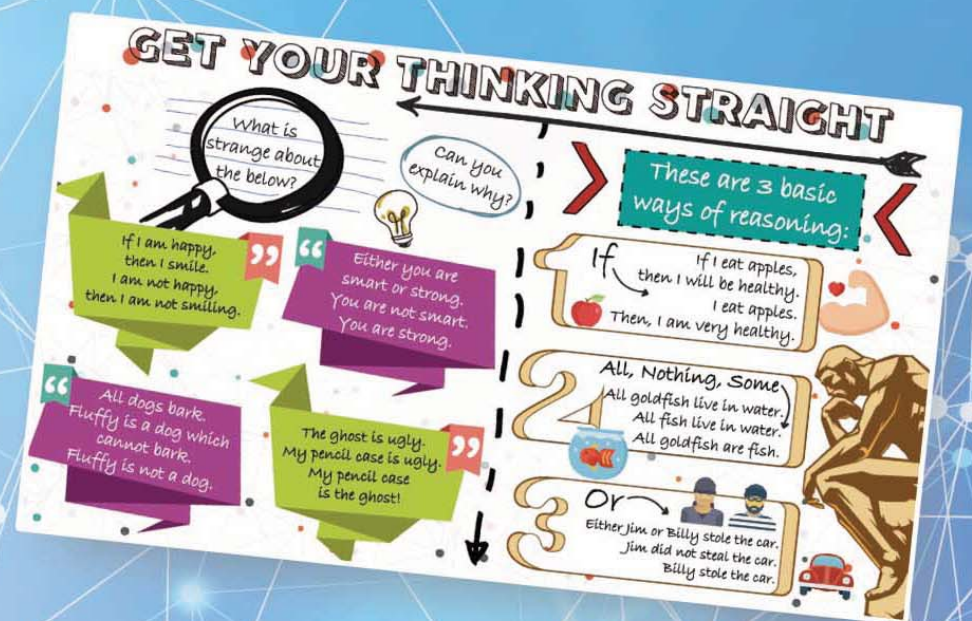 GET YOUR THINKING STRAIGHT
What is
strange about
the below?
Can you
explain why?
If I am happy,
then I smile.
I am not happy,
then I am not smiling.
Either you are
smart or strong.
You are not smart.
You are strong.
All dogs bark.
Fluffy is a dog which
cannot bark.
Fluffy is not a dog.
The ghost is ugly.
My pencil case is ugly.
My pencil case
is the ghost!
These are 3 basic
ways of reasoning:
1
If
If I eat apples,
then I will be healthy.
I eat apples.
Then, I am very healthy.
2
All, Nothing, Some
All goldfish live in water.
All fish live in water.
All goldfish are fish.
3
Or
Either Jim or Billy stole the car.
Jim did not steal the car.
Billy stole the car.